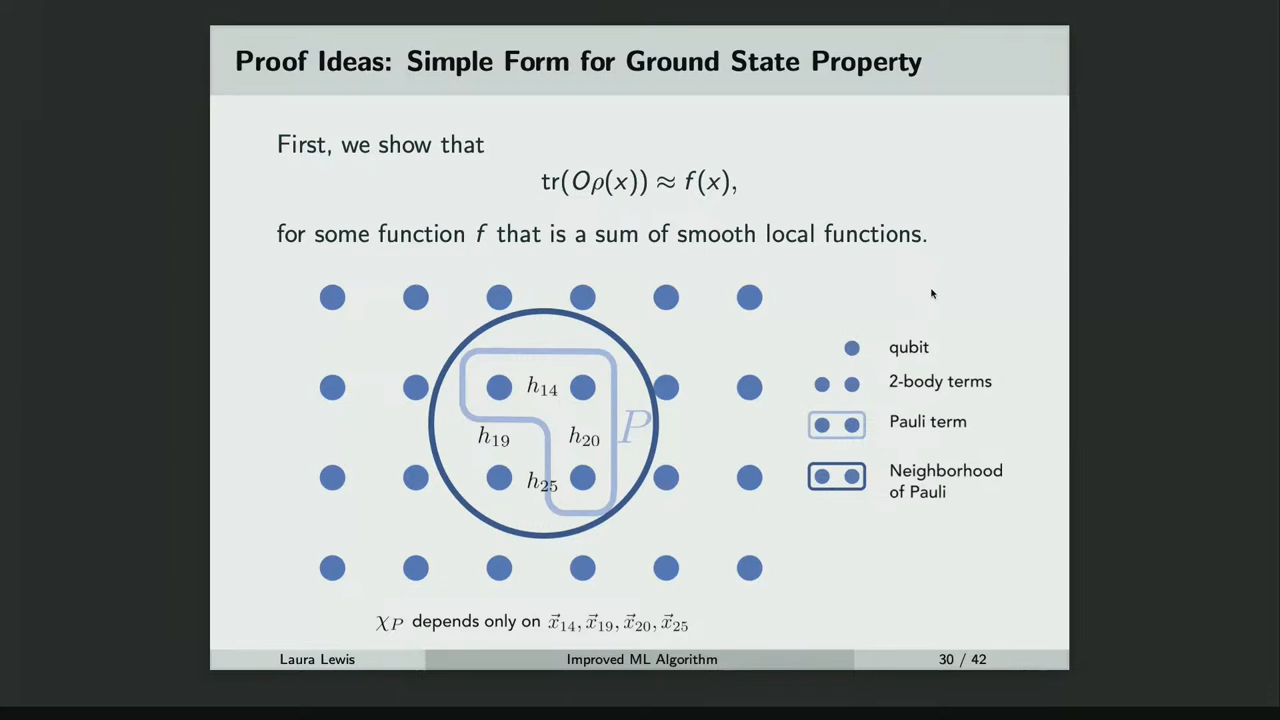 Proof Ideas: Simple Form for Ground State Property
First, we show that
tr(Oρ(x)) ≈ f(x),
for some function f that is a sum of smooth local functions.
h₁₄
P
h₁₉
h₂₀
h₂₅
qubit
2-body terms
Pauli term
Neighborhood
of Pauli
χ_P depends only on x⃗₁₄, x⃗₁₉, x⃗₂₀, x⃗₂₅
Laura Lewis
Improved ML Algorithm
30 / 42